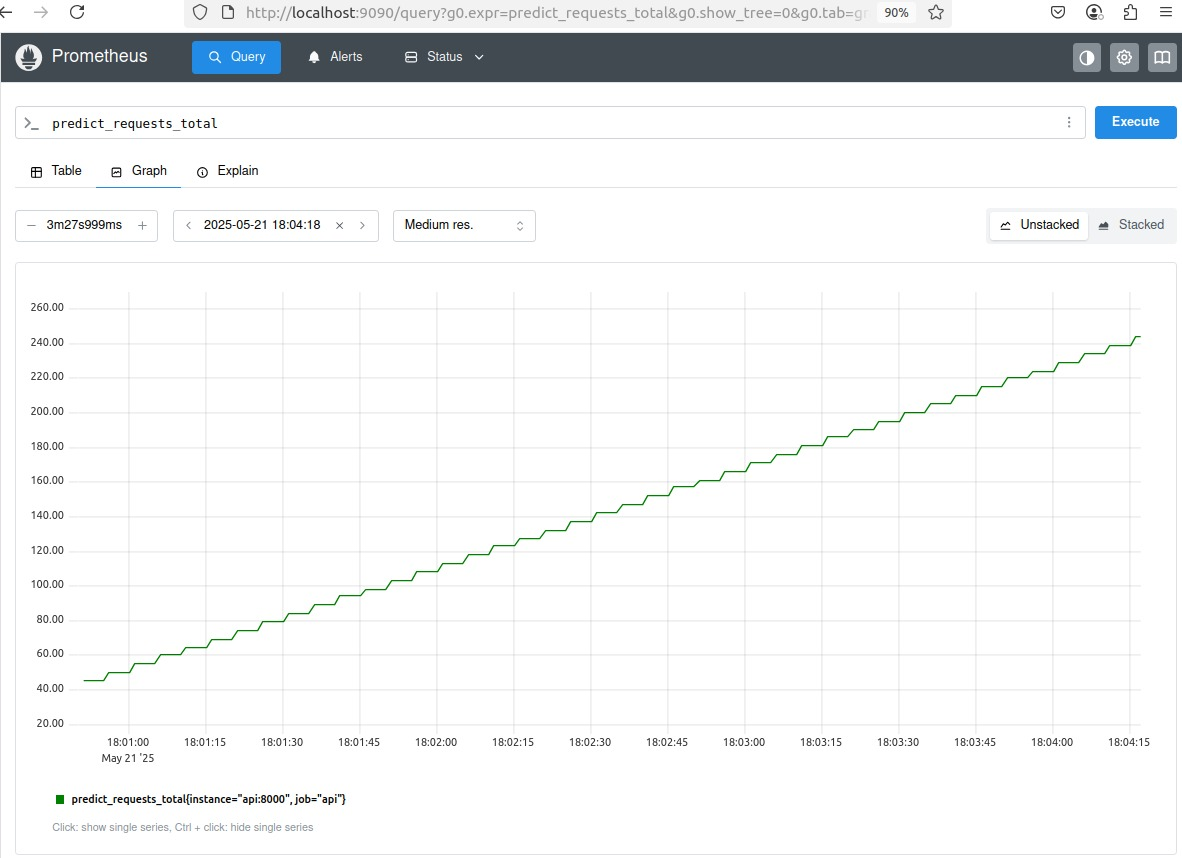 http://localhost:9090/query?g0.expr=predict_requests_total&g0.show_tree=0&g0.tab=gr 90%
Prometheus Query Alerts Status
>_ predict_requests_total Execute
Table Graph Explain
− 3m27s999ms + < 2025-05-21 18:04:18 × > Medium res. Unstacked Stacked
260.00
240.00
220.00
200.00
180.00
160.00
140.00
120.00
100.00
80.00
60.00
40.00
20.00
18:01:00 18:01:15 18:01:30 18:01:45 18:02:00 18:02:15 18:02:30 18:02:45 18:03:00 18:03:15 18:03:30 18:03:45 18:04:00 18:04:15
May 21 '25
predict_requests_total{instance="api:8000", job="api"}
Click: show single series, Ctrl + click: hide single series